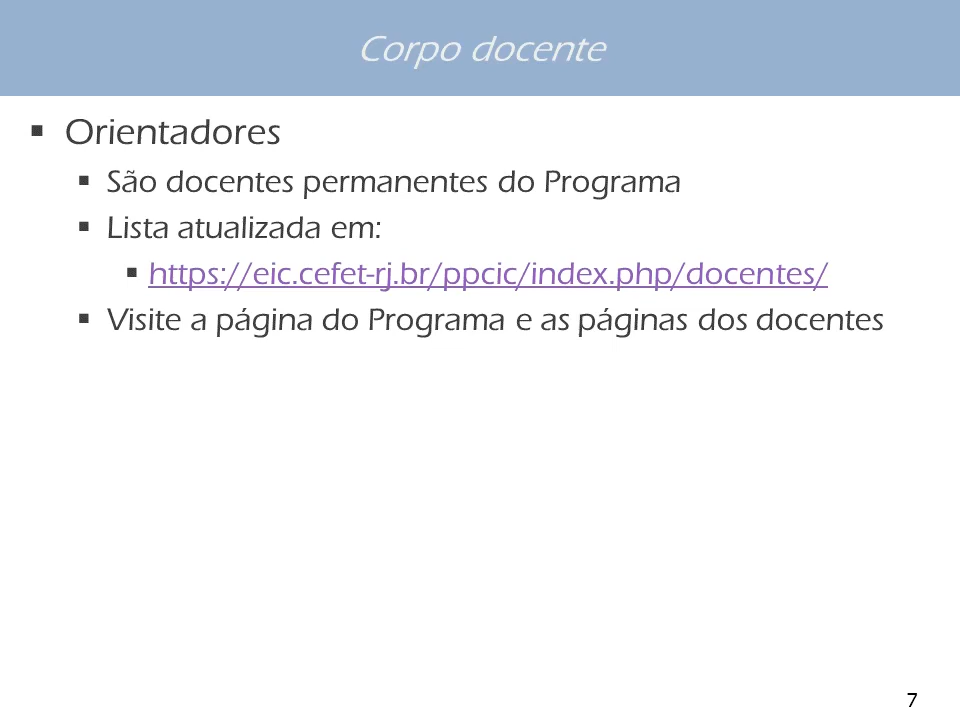 Corpo docente
▪ Orientadores
▪ São docentes permanentes do Programa
▪ Lista atualizada em:
▪ https://eic.cefet-rj.br/ppcic/index.php/docentes/
▪ Visite a página do Programa e as páginas dos docentes
7